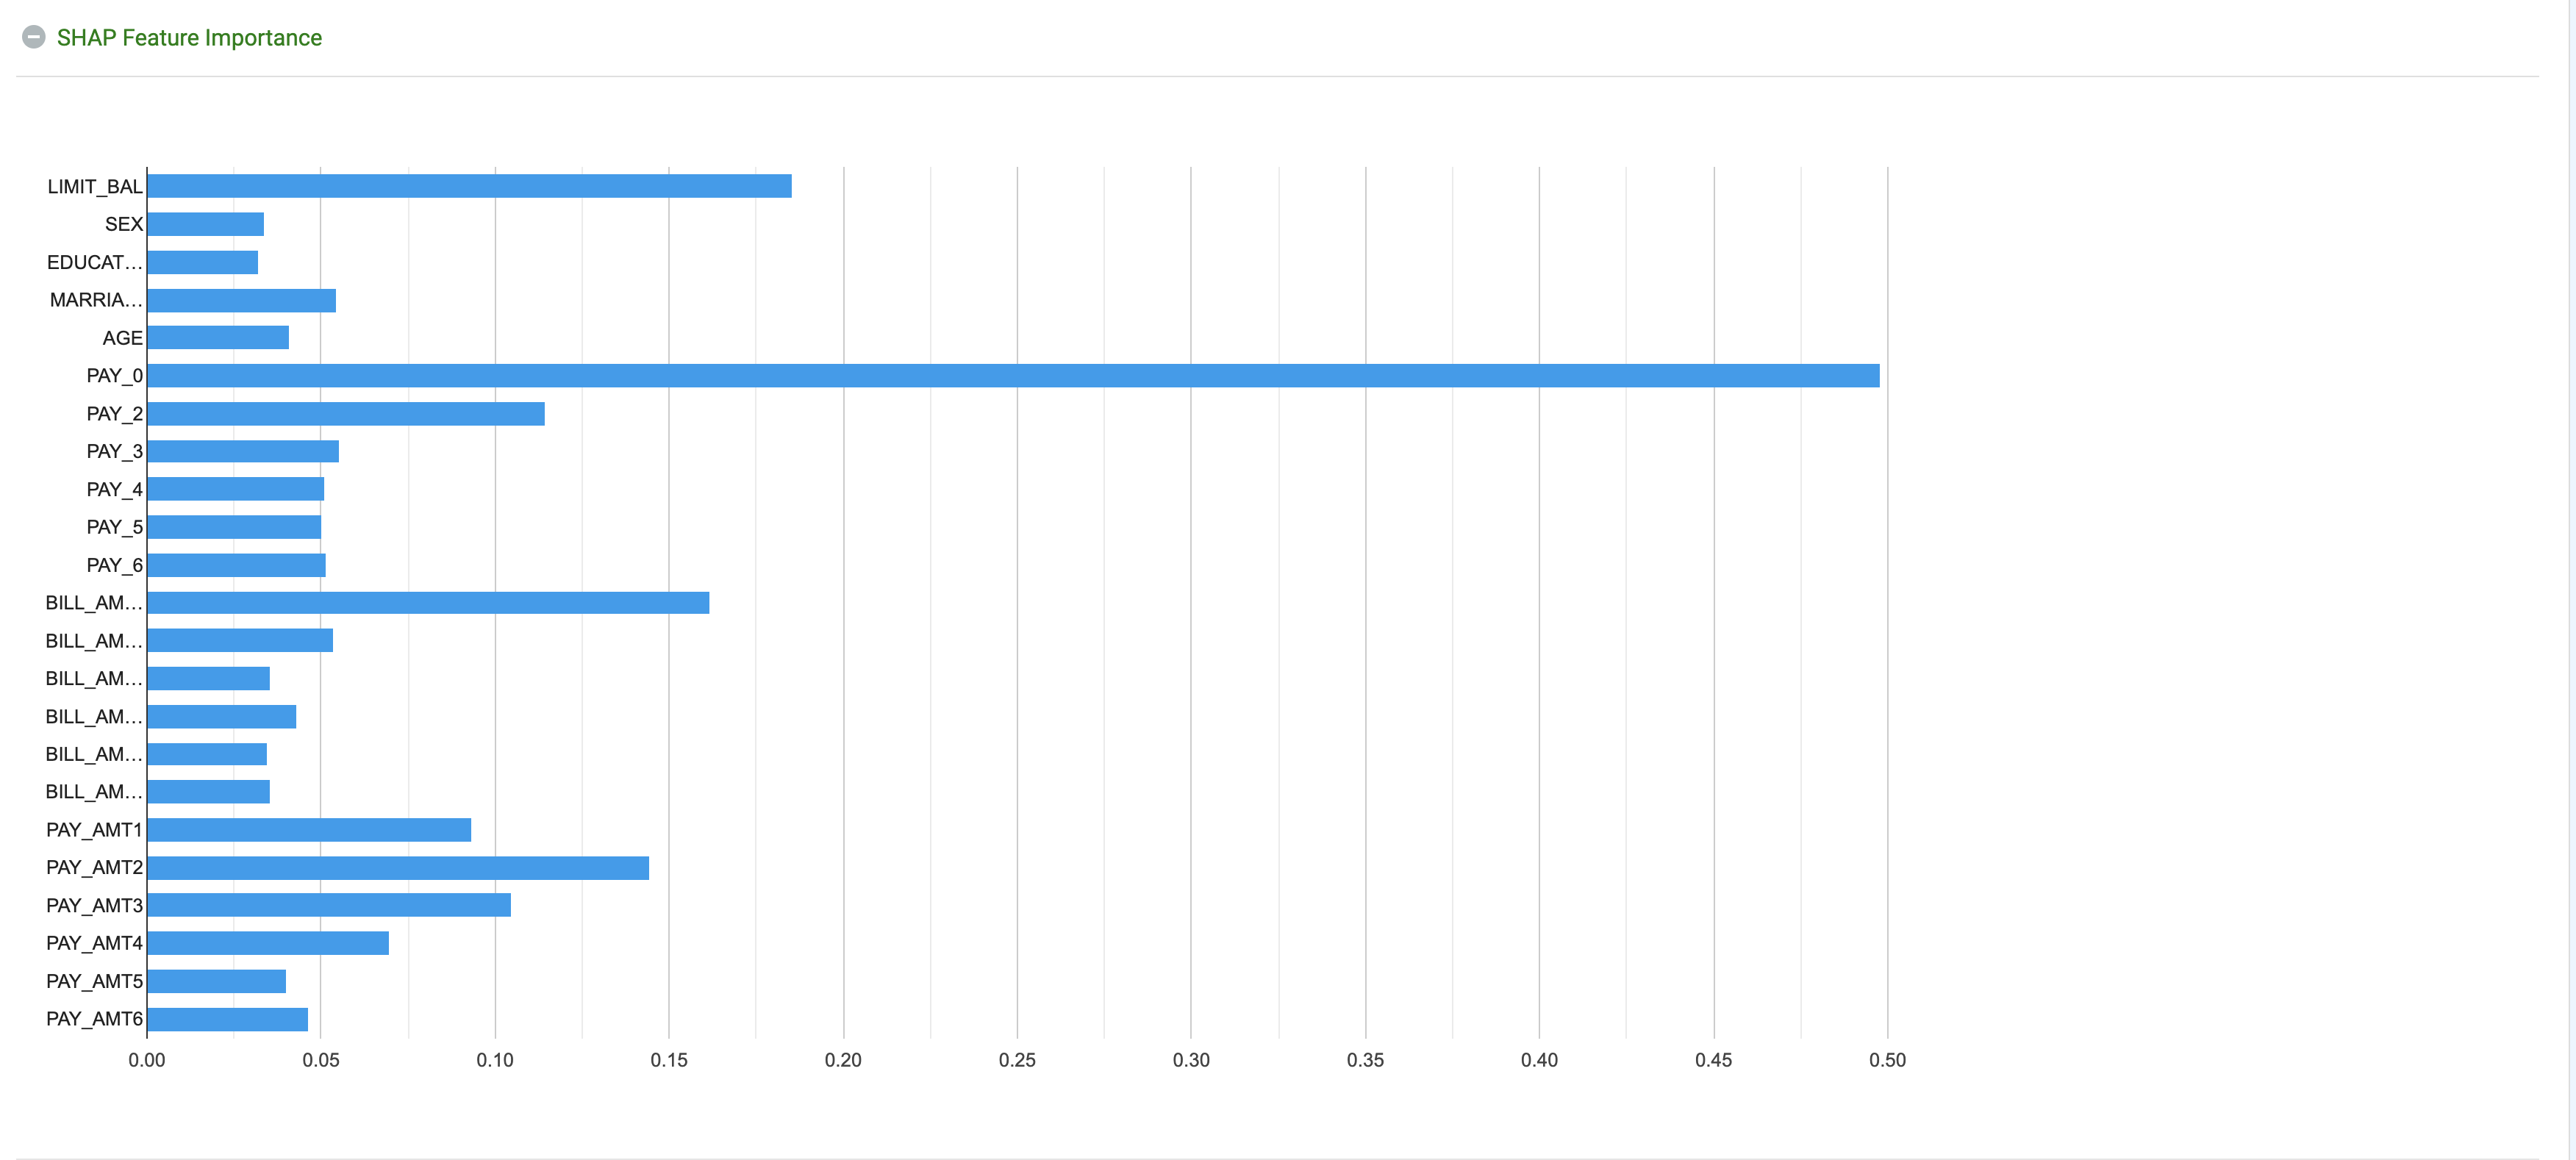 SHAP Feature Importance
LIMIT_BAL
SEX
EDUCAT...
MARRIA...
AGE
PAY_0
PAY_2
PAY_3
PAY_4
PAY_5
PAY_6
BILL_AM...
BILL_AM...
BILL_AM...
BILL_AM...
BILL_AM...
BILL_AM...
PAY_AMT1
PAY_AMT2
PAY_AMT3
PAY_AMT4
PAY_AMT5
PAY_AMT6
0.00 0.05 0.10 0.15 0.20 0.25 0.30 0.35 0.40 0.45 0.50